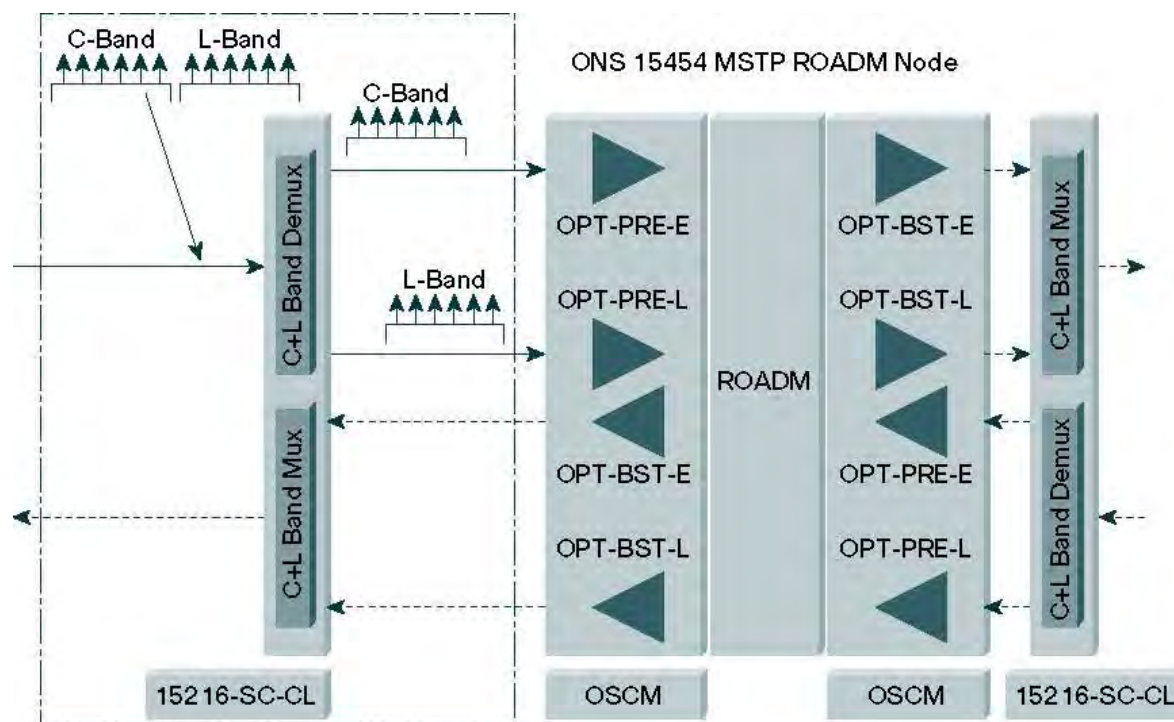 C-Band
L-Band
ONS 15454 MSTP ROADM Node
C-Band
C+L Band Demux
OPT-PRE-E
OPT-BST-E
C+L Band Mux
L-Band
OPT-PRE-L
OPT-BST-L
ROADM
C+L Band Mux
OPT-BST-E
OPT-PRE-E
C+L Band Demux
OPT-BST-L
OPT-PRE-L
15216-SC-CL
OSCM
OSCM
15216-SC-CL